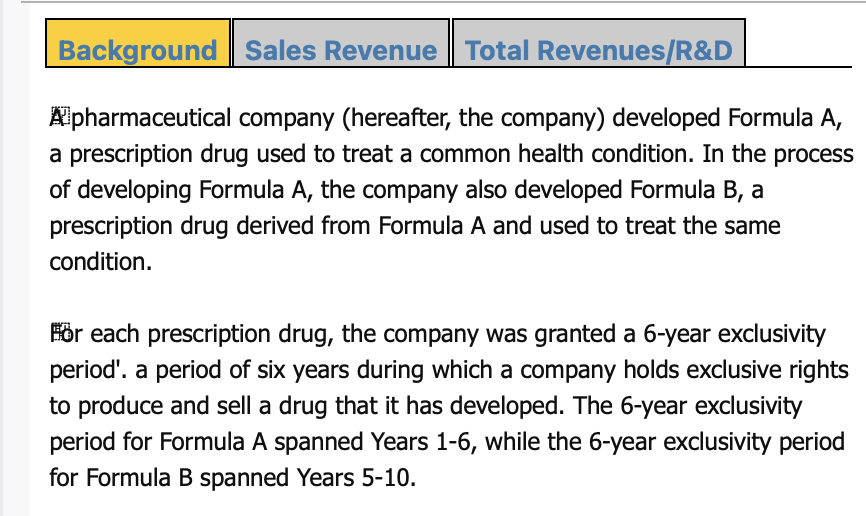 Background Sales Revenue Total Revenues/R&D
A pharmaceutical company (hereafter, the company) developed Formula A,
a prescription drug used to treat a common health condition. In the process
of developing Formula A, the company also developed Formula B, a
prescription drug derived from Formula A and used to treat the same
condition.
For each prescription drug, the company was granted a 6-year exclusivity
period'. a period of six years during which a company holds exclusive rights
to produce and sell a drug that it has developed. The 6-year exclusivity
period for Formula A spanned Years 1-6, while the 6-year exclusivity period
for Formula B spanned Years 5-10.